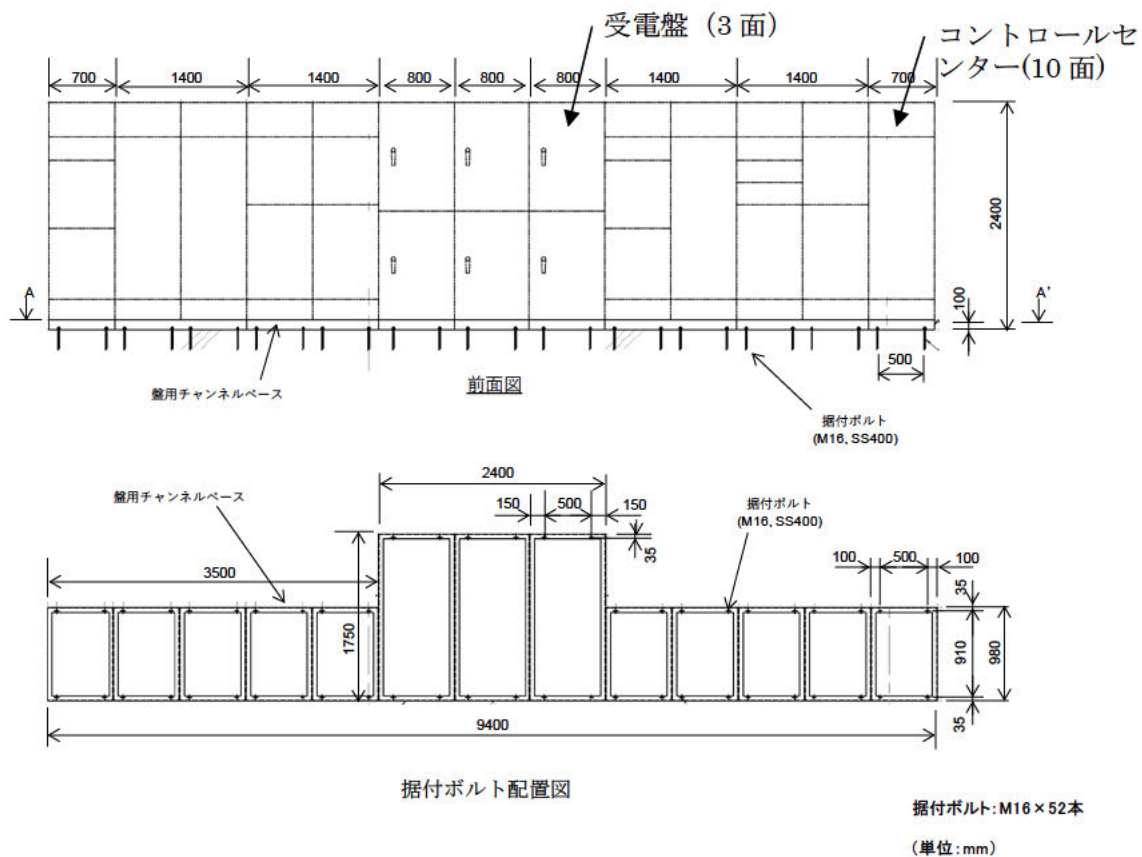 受電盤（3 面）
コントロールセ
ンター(10 面)
700
1400
1400
800
800
800
1400
1400
700
2400
100
A
A'
500
盤用チャンネルベース
前面図
据付ボルト
(M16, SS400)
2400
盤用チャンネルベース
150
500
150
据付ボルト
(M16, SS400)
35
3500
100
500
100
35
1750
910
980
35
9400
据付ボルト配置図
据付ボルト:M16×52本
(単位:mm)